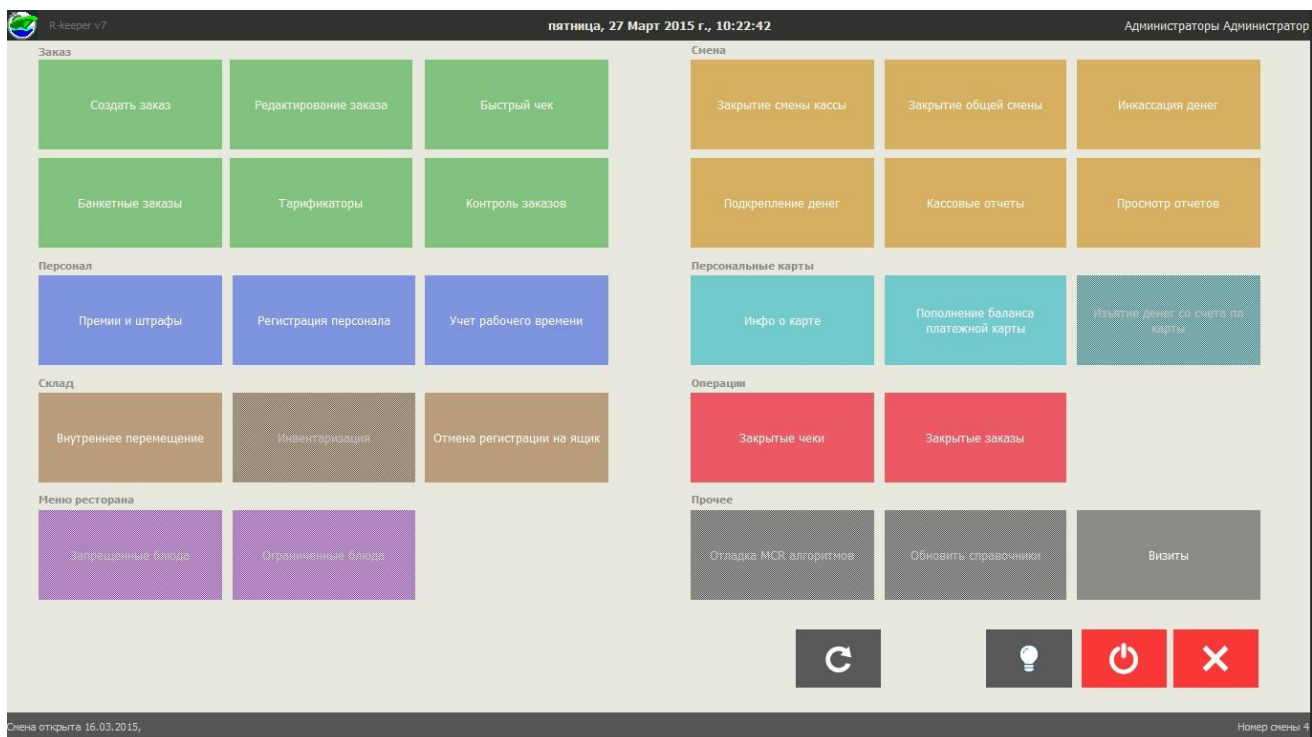 R-keeper v7
пятница, 27 Март 2015 г., 10:22:42
Администраторы Администратор
Заказ
Создать заказ
Редактирование заказа
Быстрый чек
Банкетные заказы
Тарификаторы
Контроль заказов
Смена
Закрытие смены кассы
Закрытие общей смены
Инкассация денег
Подкрепление денег
Кассовые отчеты
Просмотр отчетов
Персонал
Премии и штрафы
Регистрация персонала
Учет рабочего времени
Персональные карты
Инфо о карте
Пополнение баланса
платежной карты
Изъятие денег со счета пл
карты
Склад
Внутреннее перемещение
Инвентаризация
Отмена регистрации на ящик
Операции
Закрытые чеки
Закрытые заказы
Меню ресторана
Запрещенные блюда
Ограниченные блюда
Прочее
Отладка MCR алгоритмов
Обновить справочники
Визиты
Смена открыта 16.03.2015,
Номер смены 4